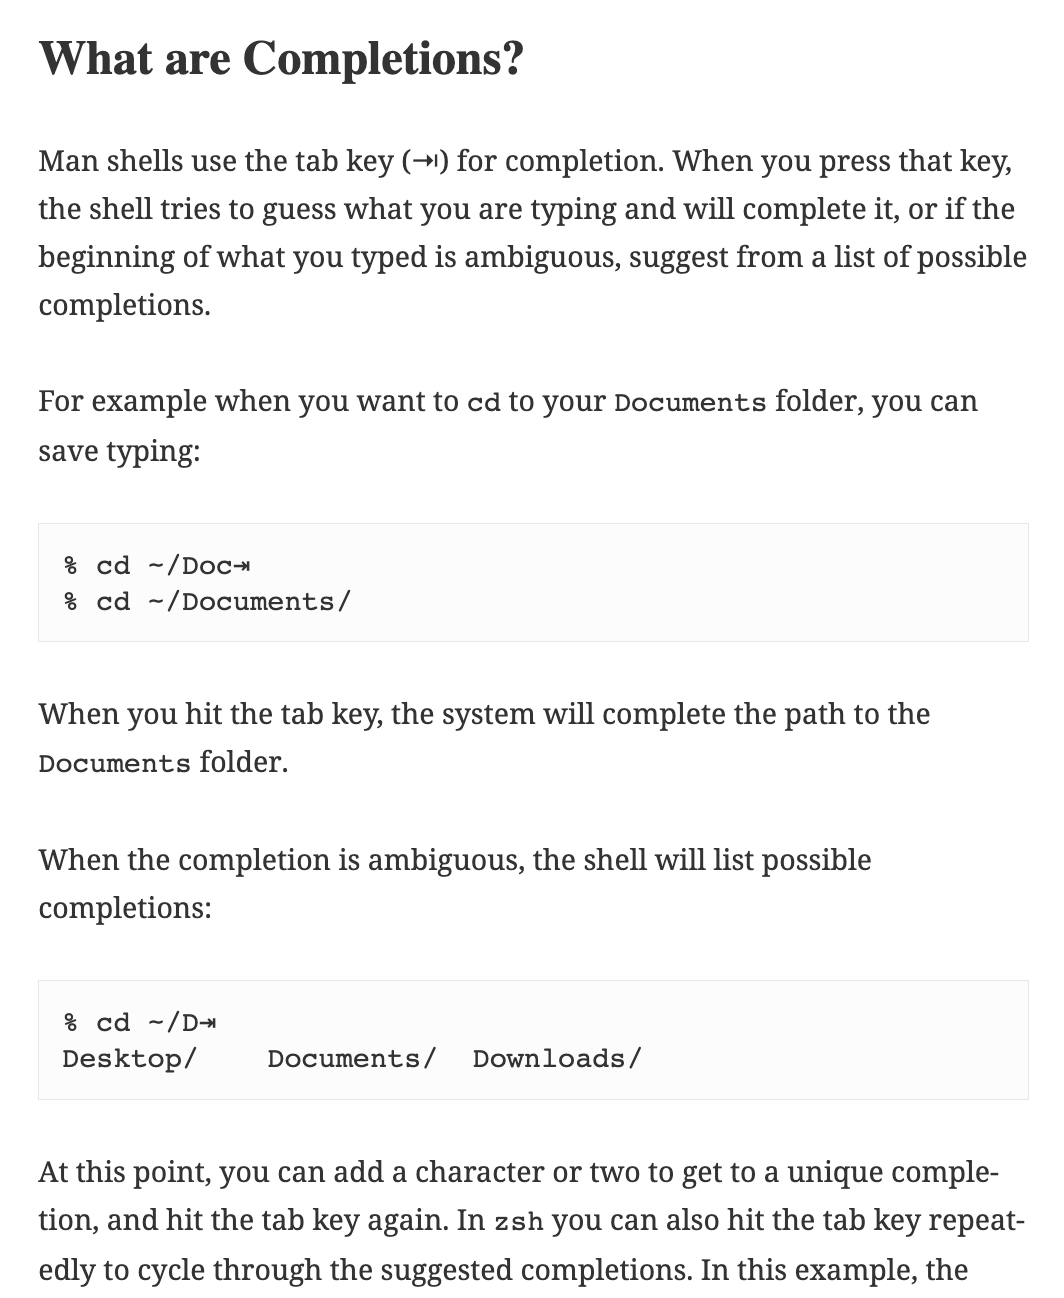 What are Completions?
Man shells use the tab key (⇥) for completion. When you press that key,
the shell tries to guess what you are typing and will complete it, or if the
beginning of what you typed is ambiguous, suggest from a list of possible
completions.
For example when you want to cd to your Documents folder, you can
save typing:
% cd ~/Doc⇥
% cd ~/Documents/
When you hit the tab key, the system will complete the path to the
Documents folder.
When the completion is ambiguous, the shell will list possible
completions:
% cd ~/D⇥
Desktop/    Documents/  Downloads/
At this point, you can add a character or two to get to a unique comple-
tion, and hit the tab key again. In zsh you can also hit the tab key repeat-
edly to cycle through the suggested completions. In this example, the